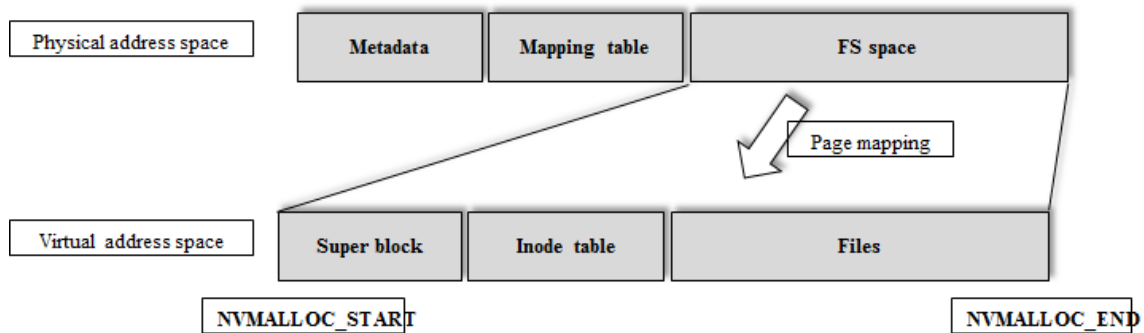 Physical address space
Metadata
Mapping table
FS space
Page mapping
Virtual address space
Super block
Inode table
Files
NVMALLOC_START
NVMALLOC_END